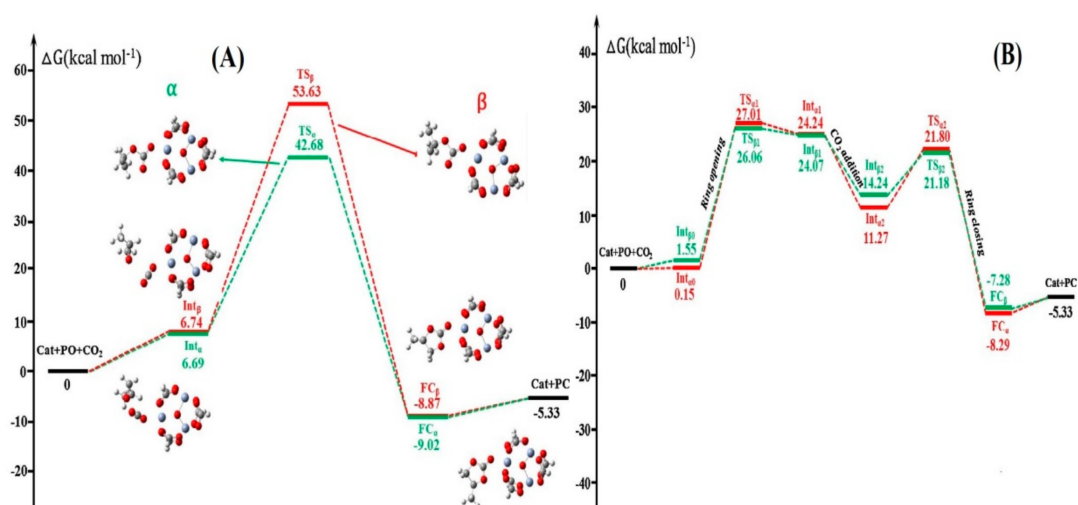 ΔG(kcal mol⁻¹)
(A)
60
50
40
30
20
10
0
-10
-20
α
β
TSβ
53.63
TSα
42.68
Intβ
6.74
Intα
6.69
Cat+PO+CO₂
0
FCβ
-8.87
FCα
-9.02
Cat+PC
-5.33
ΔG(kcal mol⁻¹)
(B)
40
30
20
10
0
-10
-20
-30
-40
Cat+PO+CO₂
0
Intβ0
1.55
Intα0
0.15
Ring opening
TSα1
27.01
TSβ1
26.06
Intα1
24.24
Intβ1
24.07
CO₂ addition
Intβ2
14.24
Intα2
11.27
TSα2
21.80
TSβ2
21.18
Ring closing
-7.28
FCβ
FCα
-8.29
Cat+PC
-5.33